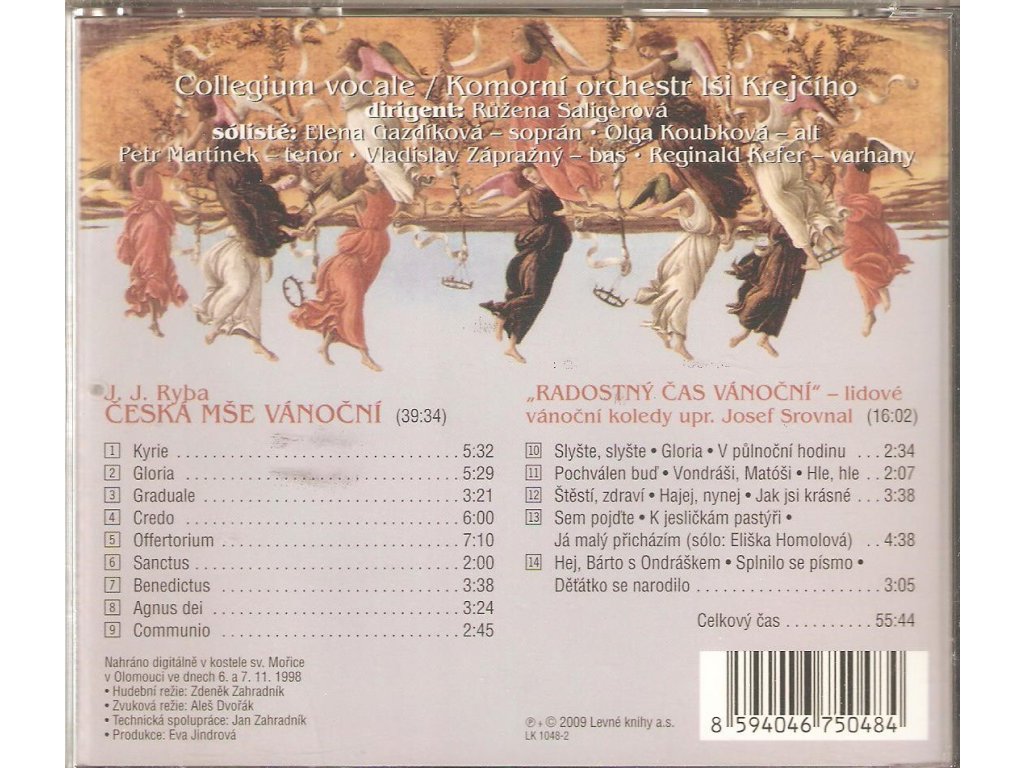 Collegium vocale / Komorní orchestr Iši Krejčího
dirigent: Růžena Saligerová
sólisté: Elena Gazdíková – soprán • Olga Koubková – alt
Petr Martínek – tenor • Vladislav Zápražný – bas • Reginald Kefer – varhany
J. J. Ryba
ČESKÁ MŠE VÁNOČNÍ (39:34)
1 Kyrie 5:32
2 Gloria 5:29
3 Graduale 3:21
4 Credo 6:00
5 Offertorium 7:10
6 Sanctus 2:00
7 Benedictus 3:38
8 Agnus dei 3:24
9 Communio 2:45
Nahráno digitálně v kostele sv. Mořice
v Olomouci ve dnech 6. a 7. 11. 1998
• Hudební režie: Zdeněk Zahradník
• Zvuková režie: Aleš Dvořák
• Technická spolupráce: Jan Zahradník
• Produkce: Eva Jindrová
„RADOSTNÝ ČAS VÁNOČNÍ“ – lidové
vánoční koledy upr. Josef Srovnal (16:02)
10 Slyšte, slyšte • Gloria • V půlnoční hodinu ... 2:34
11 Pochválen buď • Vondráši, Matóši • Hle, hle .. 2:07
12 Štěstí, zdraví • Hajej, nynej • Jak jsi krásné ... 3:38
13 Sem pojďte • K jesličkám pastýři •
Já malý přicházím (sólo: Eliška Homolová) .. 4:38
14 Hej, Bárto s Ondráškem • Splnilo se písmo •
Děťátko se narodilo 3:05
Celkový čas 55:44
℗ + © 2009 Levné knihy a.s.
LK 1048-2
8 594046 750484